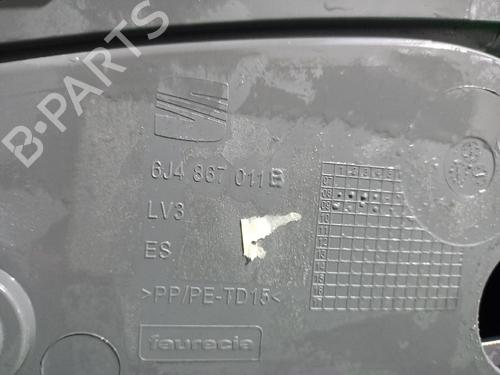 B-PARTS
6J4 867 011 B
LV3
ES
>PP/PE-TD15<
faurecia